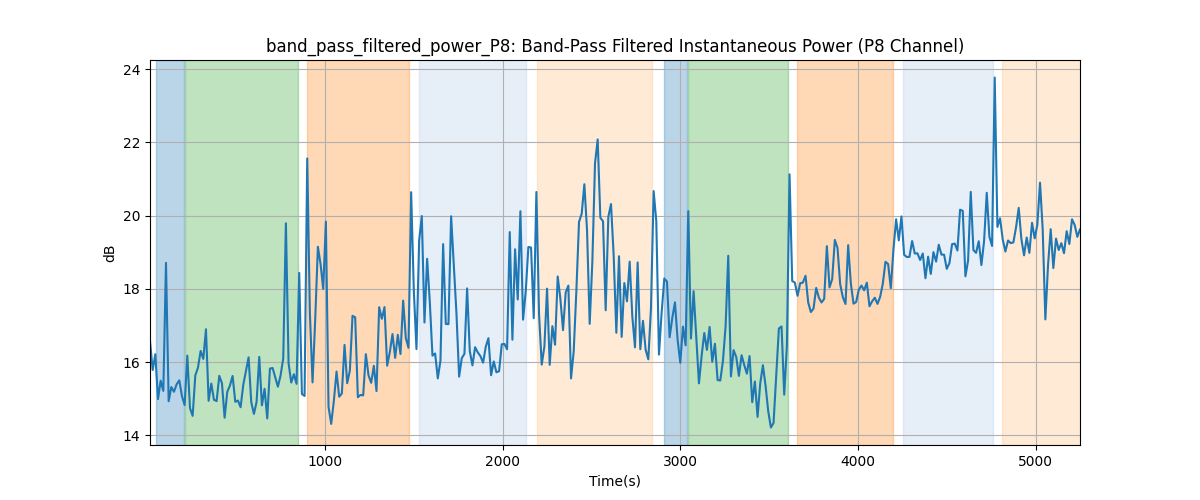 band_pass_filtered_power_P8: Band-Pass Filtered Instantaneous Power (P8 Channel)
24
22
20
18
16
14
dB
1000 2000 3000 4000 5000
Time(s)